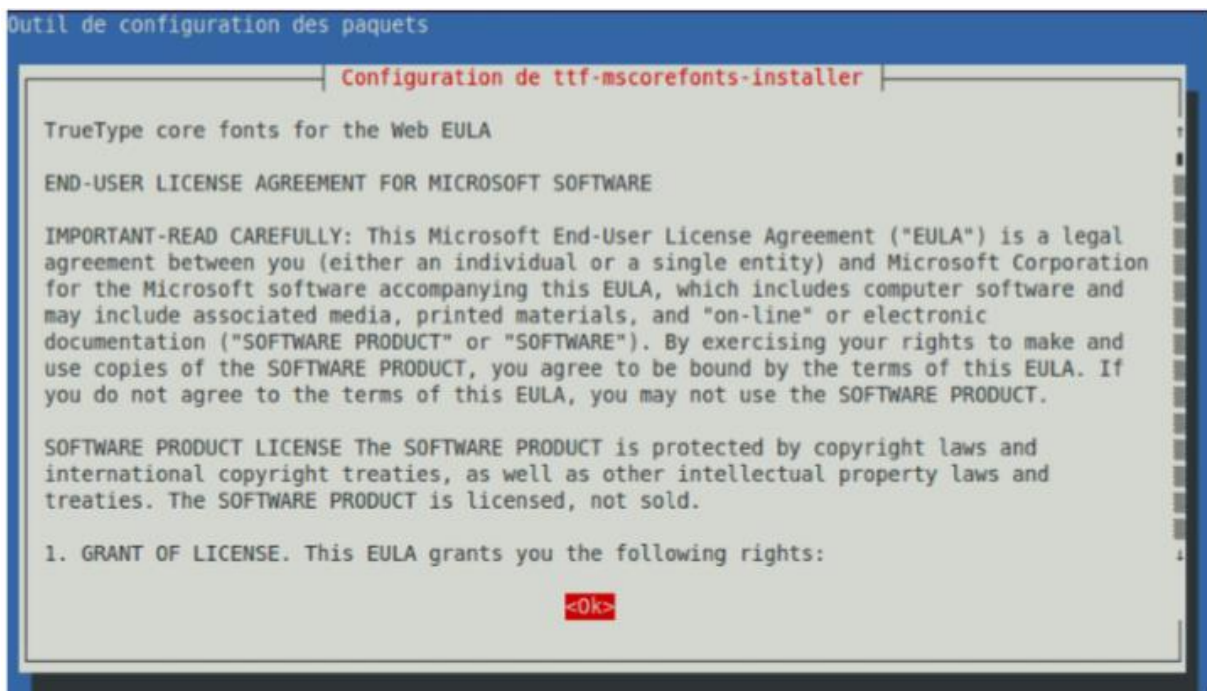 Outil de configuration des paquets
Configuration de ttf-mscorefonts-installer
TrueType core fonts for the Web EULA
END-USER LICENSE AGREEMENT FOR MICROSOFT SOFTWARE
IMPORTANT-READ CAREFULLY: This Microsoft End-User License Agreement ("EULA") is a legal
agreement between you (either an individual or a single entity) and Microsoft Corporation
for the Microsoft software accompanying this EULA, which includes computer software and
may include associated media, printed materials, and "on-line" or electronic
documentation ("SOFTWARE PRODUCT" or "SOFTWARE"). By exercising your rights to make and
use copies of the SOFTWARE PRODUCT, you agree to be bound by the terms of this EULA. If
you do not agree to the terms of this EULA, you may not use the SOFTWARE PRODUCT.
SOFTWARE PRODUCT LICENSE The SOFTWARE PRODUCT is protected by copyright laws and
international copyright treaties, as well as other intellectual property laws and
treaties. The SOFTWARE PRODUCT is licensed, not sold.
1. GRANT OF LICENSE. This EULA grants you the following rights:
<Ok>